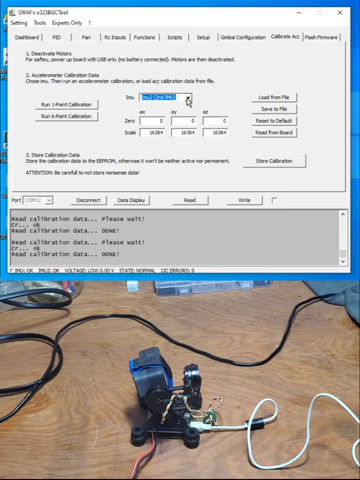 OlliW's o323BGCTool
Setting Tools Experts Only ?
Dashboard PID Pan Rc Inputs Functions Scripts Setup Gimbal Configuration Calibrate Acc Flash Firmware
1. Deactivate Motors
For saftey, power up board with USB only (no battery connected). Motors are then deactivated.
2. Accelerometer Calibration Data
Chose imu. Then run an accelerometer calibration, or load acc calibration data from file.
Imu Load from File
Run 1-Point Calibration Save to File
ax ay az
Run 6-Point Calibration Zero 0 0 0 Reset to Default
Scale 16384 16384 16384 Read from Board
3. Store Calibration Data
Store the calibration data to the EEPROM, otherwise it won't be neither active nor permanent. Store Calibration
ATTENTION: Be careful to not store nonsense data!
Port COM12 Disconnect Data Display Read Write
Read calibration data... Please wait!
Cr... ok
Read calibration data... DONE!
Read calibration data... Please wait!
Cr... ok
Read calibration data... DONE!
IMU: OK IMU2: OK VOLTAGE: LOW 0.00 V STATE: NORMAL I2C ERRORS: 0